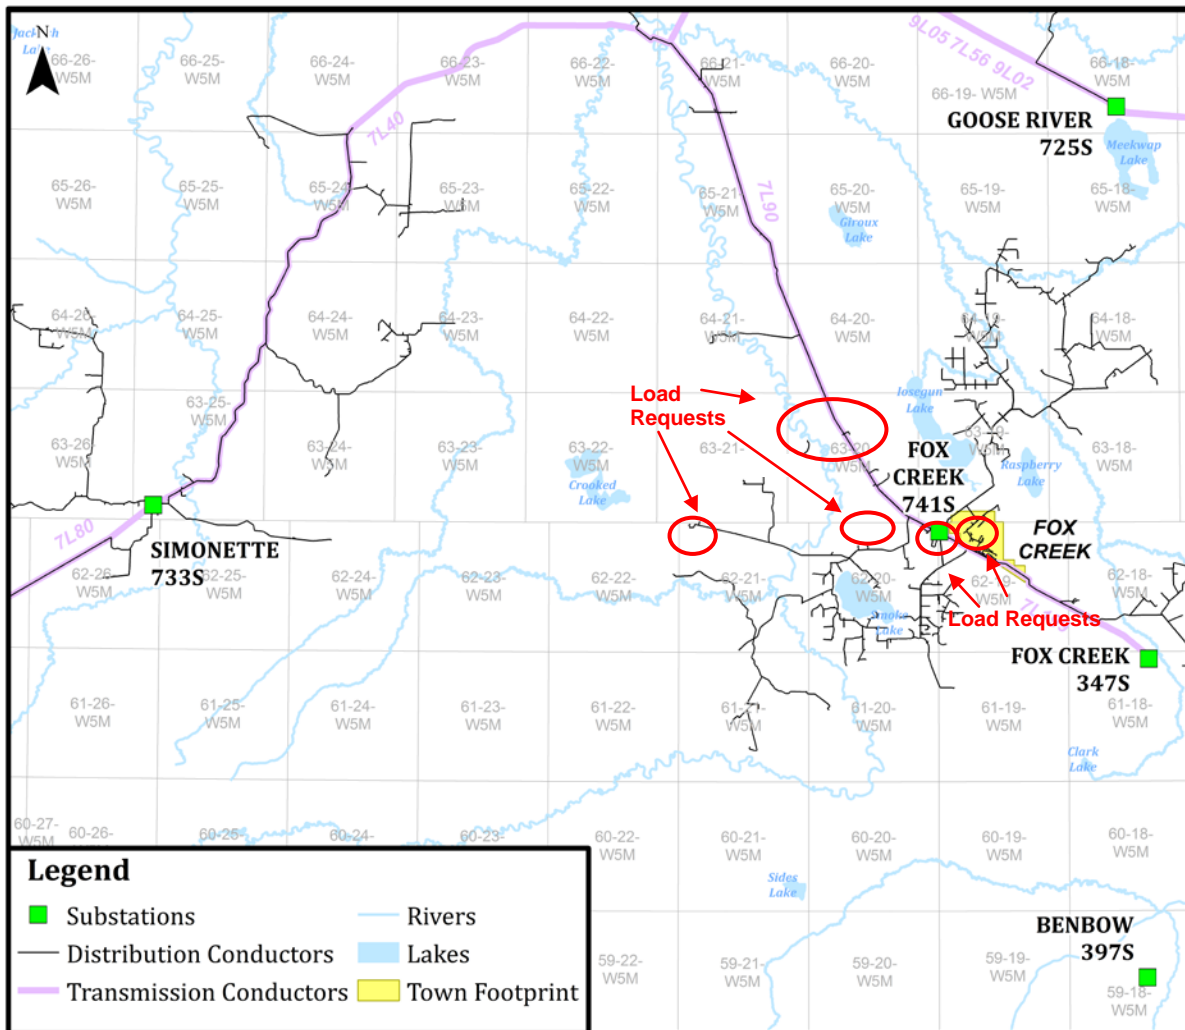 N
66-26-
W5M
66-25-
W5M
66-24-
W5M
66-23-
W5M
66-22-
W5M
66-21-
W5M
66-20-
W5M
66-19- W5M
66-18-
W5M
9L05 7L56 9L02
GOOSE RIVER
725S
Meekwap
Lake
7L40
65-26-
W5M
65-25-
W5M
65-24-
W5M
65-23-
W5M
65-22-
W5M
65-21-
W5M
65-20-
W5M
65-19-
W5M
65-18-
W5M
7L90
Giroux
Lake
64-26-
W5M
64-25-
W5M
64-24-
W5M
64-23-
W5M
64-22-
W5M
64-21-
W5M
64-20-
W5M
64-19-
W5M
64-18-
W5M
Load
Requests
Iosegun
Lake
63-26-
W5M
63-25-
W5M
63-24-
W5M
63-23-
W5M
63-22-
W5M
63-21-
63-20-
W5M
63-19-
W5M
63-18-
W5M
Crooked
Lake
Raspberry
Lake
FOX
CREEK
741S
FOX
CREEK
7L80
SIMONETTE
733S
62-26-
W5M
62-25-
W5M
62-24-
W5M
62-23-
W5M
62-22-
W5M
62-21-
W5M
62-20-
W5M
62-19-
W5M
62-18-
W5M
Smoke
Lake
Load Requests
FOX CREEK
347S
61-26-
W5M
61-25-
W5M
61-24-
W5M
61-23-
W5M
61-22-
W5M
61-21-
W5M
61-20-
W5M
61-19-
W5M
61-18-
W5M
Clark
Lake
60-27-
W5M
60-26-
60-25-
60-24-
60-23-
60-22-
W5M
60-21-
W5M
60-20-
W5M
60-19-
W5M
60-18-
W5M
Sides
Lake
59-22-
W5M
59-21-
W5M
59-20-
W5M
59-19-
W5M
59-18-
W5M
BENBOW
397S
Legend
Substations
Distribution Conductors
Transmission Conductors
Rivers
Lakes
Town Footprint